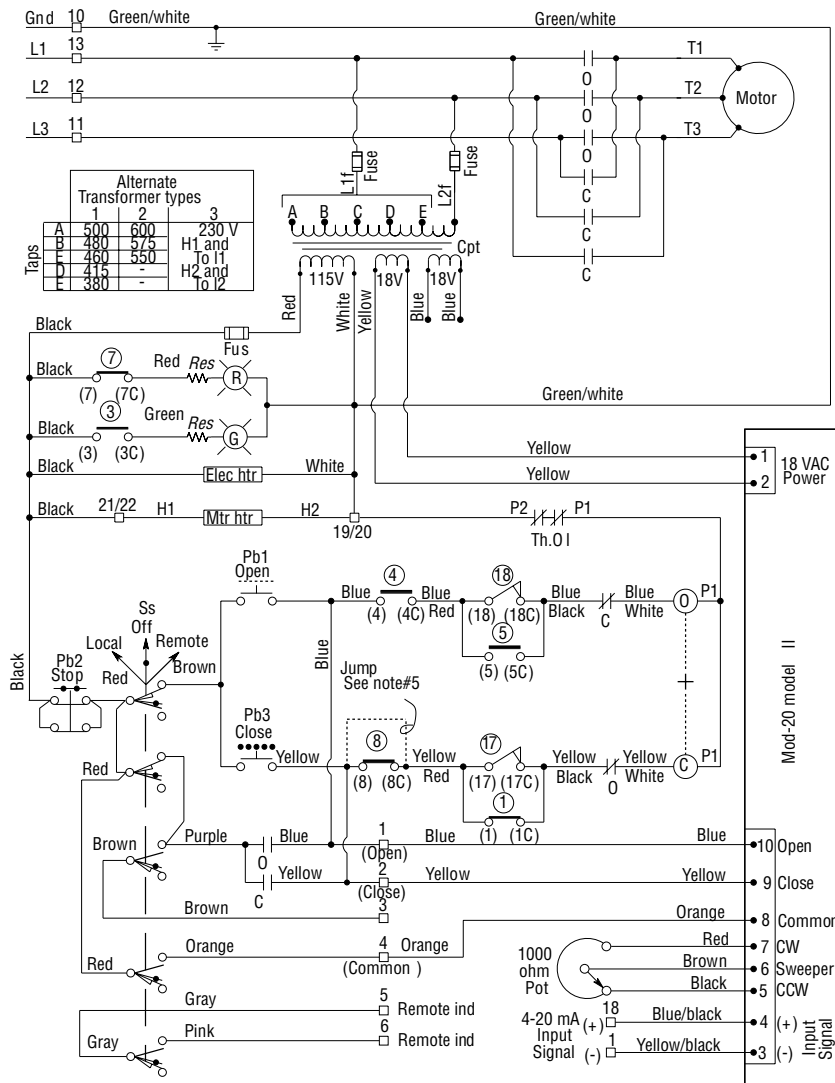 Gnd 10 Green/white Green/white
L1 13 T1
O
L2 12 T2 Motor
O
L3 11 T3
O
L1f Fuse L2f Fuse
C
C
C
Alternate
Transformer types
1 2 3
Taps
A 500 600 230 V
B 480 575 H1 and
E 460 550 To l1
D 415 - H2 and
E 380 - To l2
A B C D E
Cpt
115V 18V 18V
Red White Yellow Blue Blue
Black Fus
Black 7 Red Res R
(7) (7C)
Green/white
3 Green Res G
Black (3) (3C)
Black Elec htr White
Yellow 1 18 VAC
Yellow 2 Power
Black 21/22 H1 Mtr htr H2 19/20 P2 P1
Th.O l
Pb1
Open
Blue 4 Blue 18 Blue Blue O P1
(4) (4C) Red (18) (18C) Black C White
5
(5) (5C)
Ss
Off
Local Remote
Black
Pb2
Stop
Red Brown
Blue
Jump
See note#5
Pb3
Close
Yellow 8 Yellow 17 Yellow Yellow C P1
(8) (8C) Red (17) (17C) Black O White
1
(1) (1C)
Mod-20 model II
Red
Brown Purple O Blue 1 Blue Blue 10 Open
(Open)
C Yellow 2 Yellow Yellow 9 Close
(Close)
Brown 3
Orange 8 Common
Red Orange 4 Orange
(Common )
1000
ohm
Pot
Red 7 CW
Brown 6 Sweeper
Black 5 CCW
Gray 5 Remote ind
Gray Pink 6 Remote ind
4-20 mA
Input
Signal
(+) 18 Blue/black 4 (+)
(-) 1 Yellow/black 3 (-)
Input
Signal